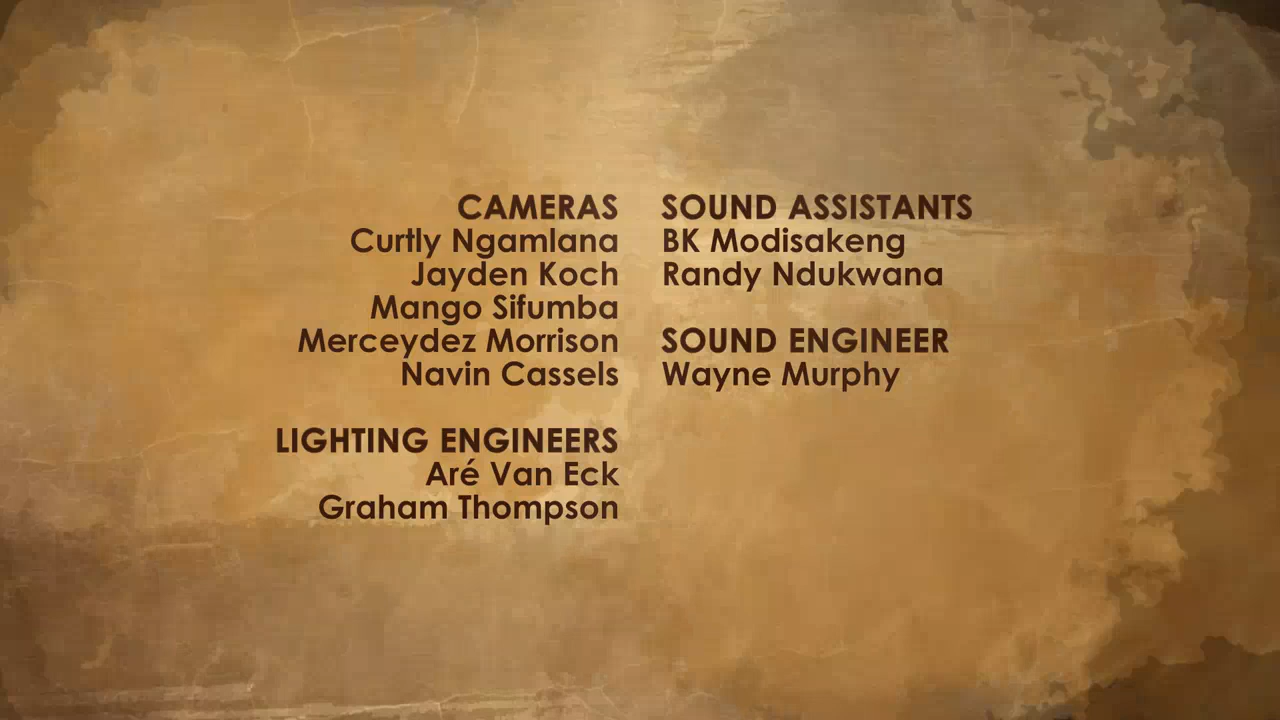 CAMERAS
Curtly Ngamlana
Jayden Koch
Mango Sifumba
Merceydez Morrison
Navin Cassels
LIGHTING ENGINEERS
Aré Van Eck
Graham Thompson
SOUND ASSISTANTS
BK Modisakeng
Randy Ndukwana
SOUND ENGINEER
Wayne Murphy